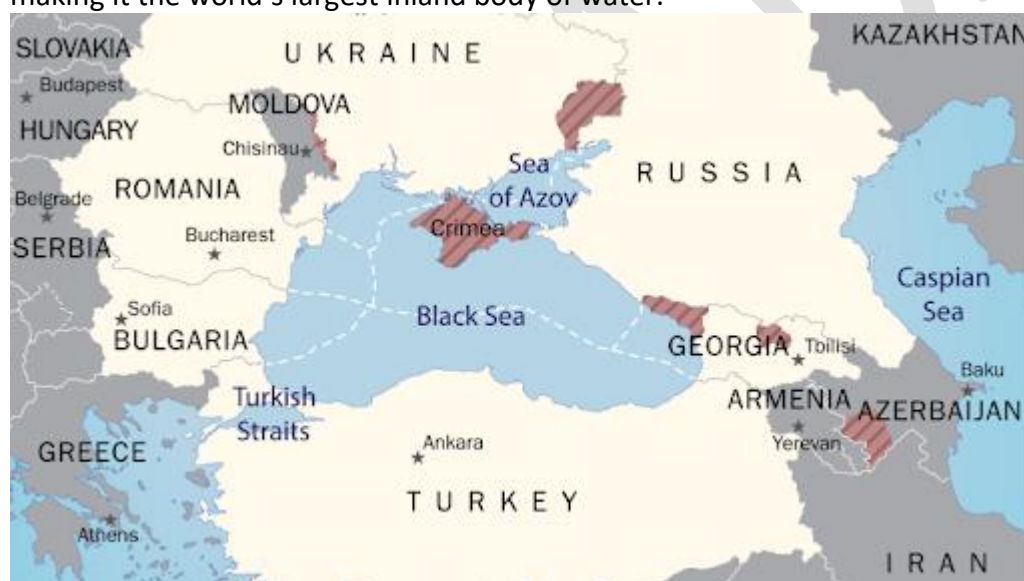 making it the world's largest inland body of water.
SLOVAKIA
UKRAINE
KAZAKHSTAN
Budapest
MOLDOVA
HUNGARY
Chisinau
Sea
of Azov
RUSSIA
ROMANIA
Belgrade
Crimea
Bucharest
SERBIA
Caspian
Sea
Sofia
Black Sea
BULGARIA
GEORGIA
Tbilisi
Baku
Turkish
Straits
ARMENIA
AZERBAIJAN
Yerevan
GREECE
Ankara
TURKEY
Athens
IRAN